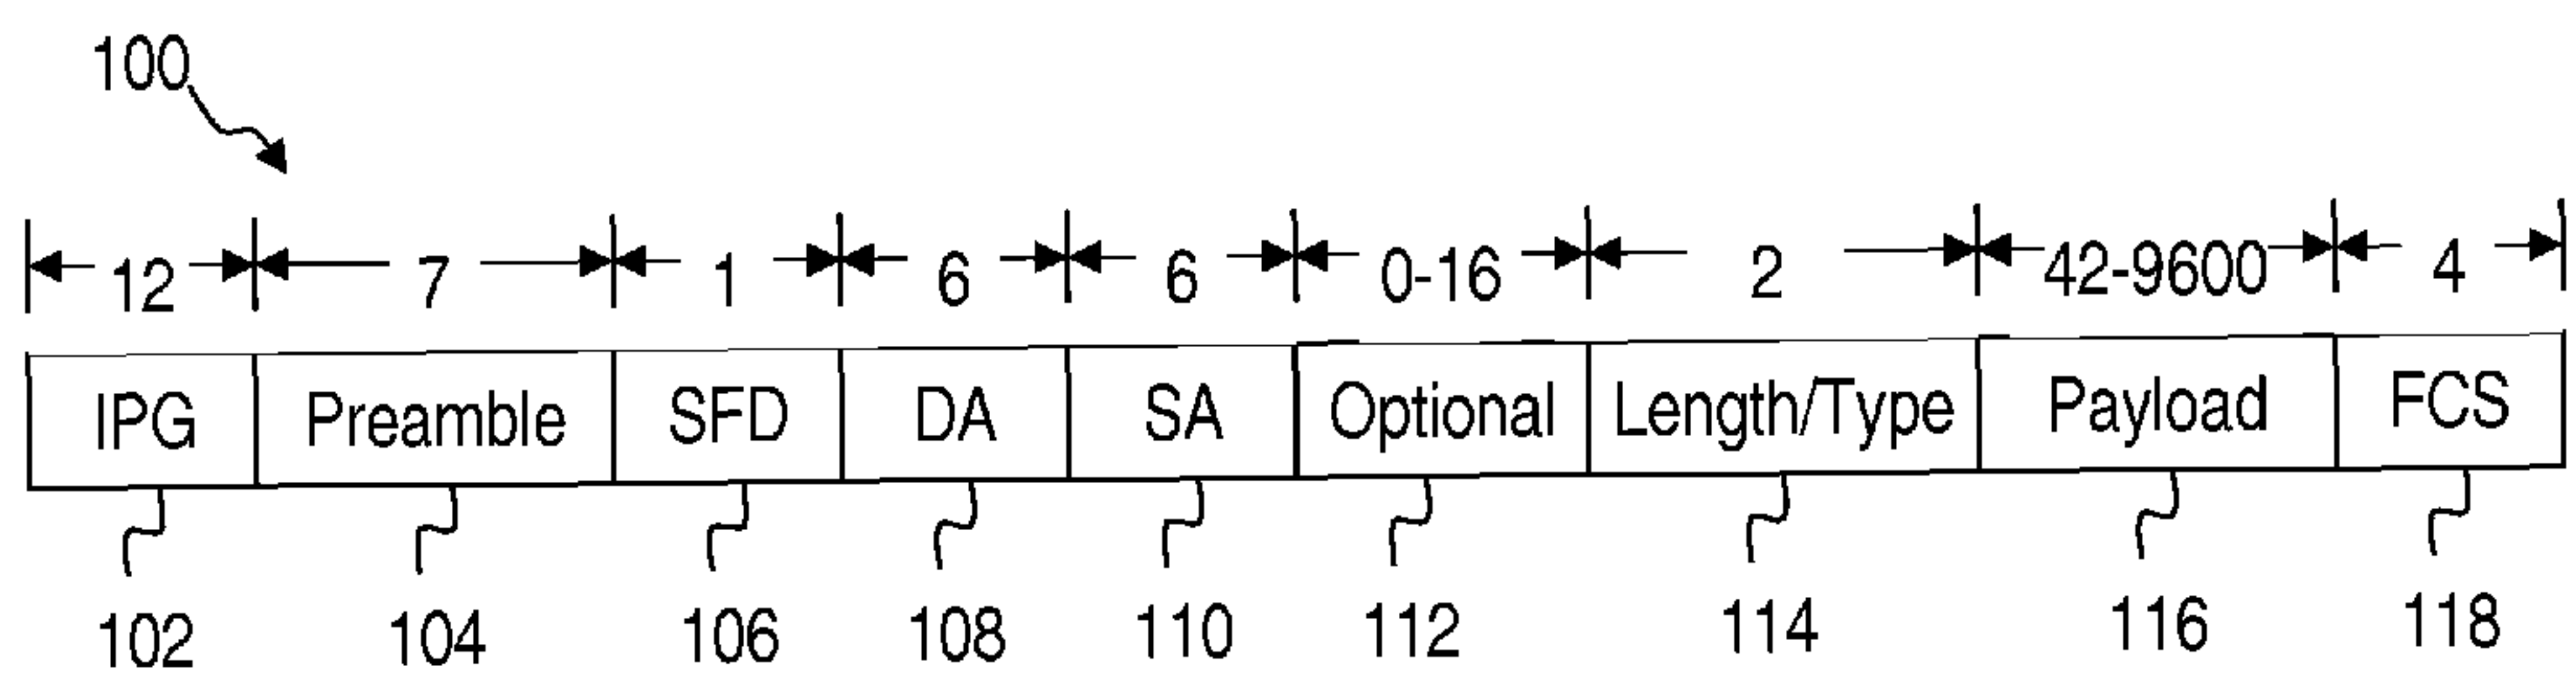 100
12 7 1 6 6 0-16 2 42-9600 4
IPG Preamble SFD DA SA Optional Length/Type Payload FCS
102 104 106 108 110 112 114 116 118